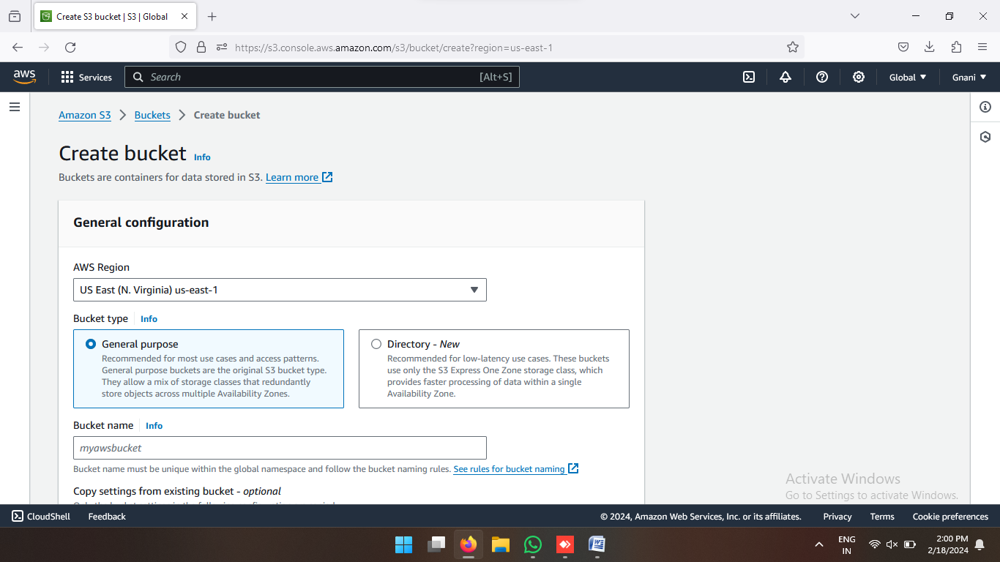 Create S3 bucket | S3 | Global
https://s3.console.aws.amazon.com/s3/bucket/create?region=us-east-1
aws
Services
Search
[Alt+S]
Global
Gnani
Amazon S3
Buckets
Create bucket
Create bucket Info
Buckets are containers for data stored in S3. Learn more
General configuration
AWS Region
US East (N. Virginia) us-east-1
Bucket type Info
General purpose
Recommended for most use cases and access patterns.
General purpose buckets are the original S3 bucket type.
They allow a mix of storage classes that redundantly
store objects across multiple Availability Zones.
Directory - New
Recommended for low-latency use cases. These buckets
use only the S3 Express One Zone storage class, which
provides faster processing of data within a single
Availability Zone.
Bucket name Info
myawsbucket
Bucket name must be unique within the global namespace and follow the bucket naming rules. See rules for bucket naming
Copy settings from existing bucket - optional
Activate Windows
Go to Settings to activate Windows.
CloudShell
Feedback
© 2024, Amazon Web Services, Inc. or its affiliates.
Privacy
Terms
Cookie preferences
ENG
IN
2:00 PM
2/18/2024